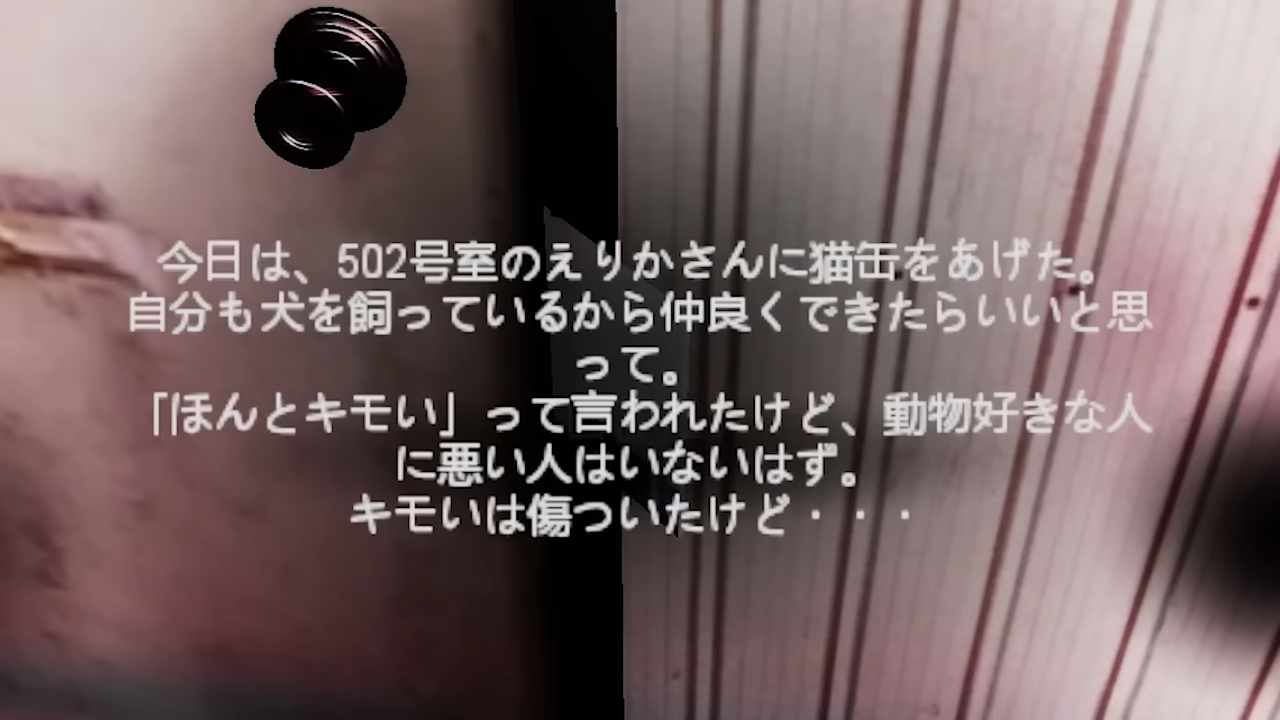 今日は、502号室のえりかさんに猫缶をあげた。
自分も犬を飼っているから仲良くできたらいいと思
って。
「ほんとキモい」って言われたけど、動物好きな人
に悪い人はいないはず。
キモいは傷ついたけど・・・